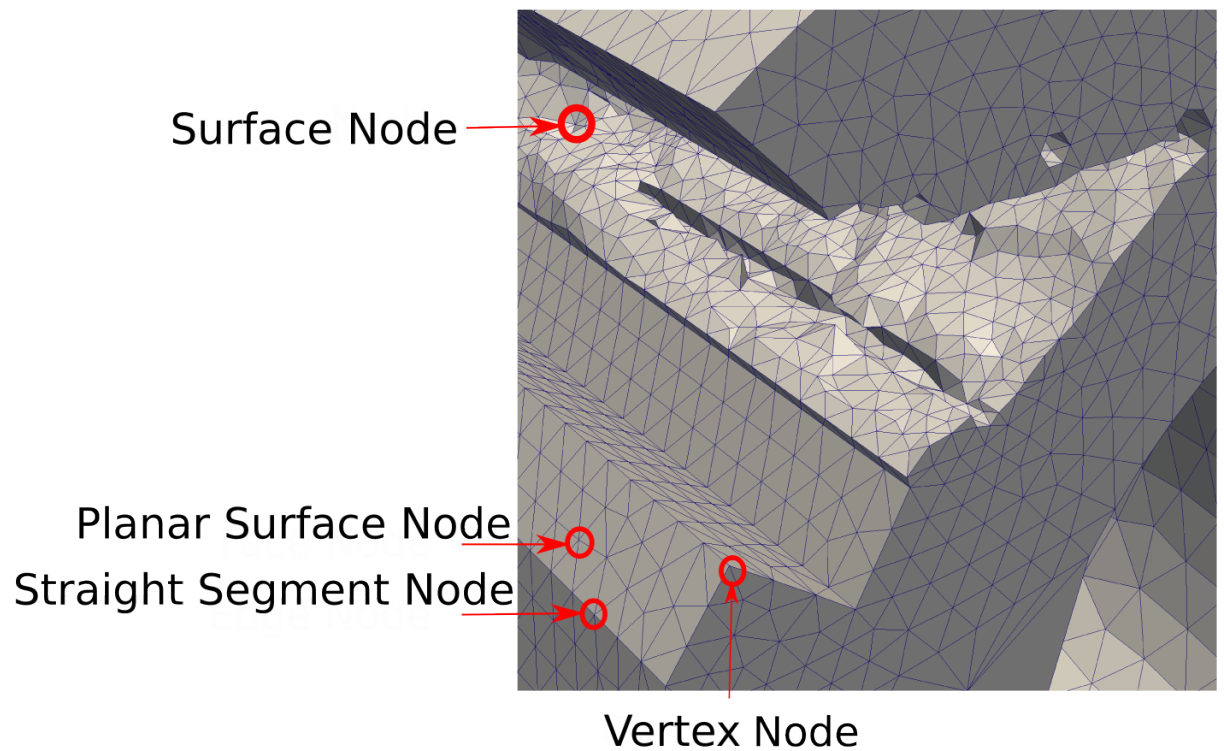 Surface Node
Planar Surface Node
Straight Segment Node
Vertex Node